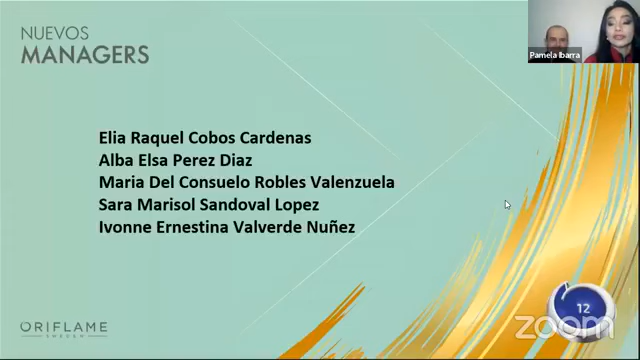 NUEVOS
MANAGERS
Pamela Ibarra
Elia Raquel Cobos Cardenas
Alba Elsa Perez Diaz
Maria Del Consuelo Robles Valenzuela
Sara Marisol Sandoval Lopez
Ivonne Ernestina Valverde Nuñez
12
zoom
ORIFLAME
SWEDEN